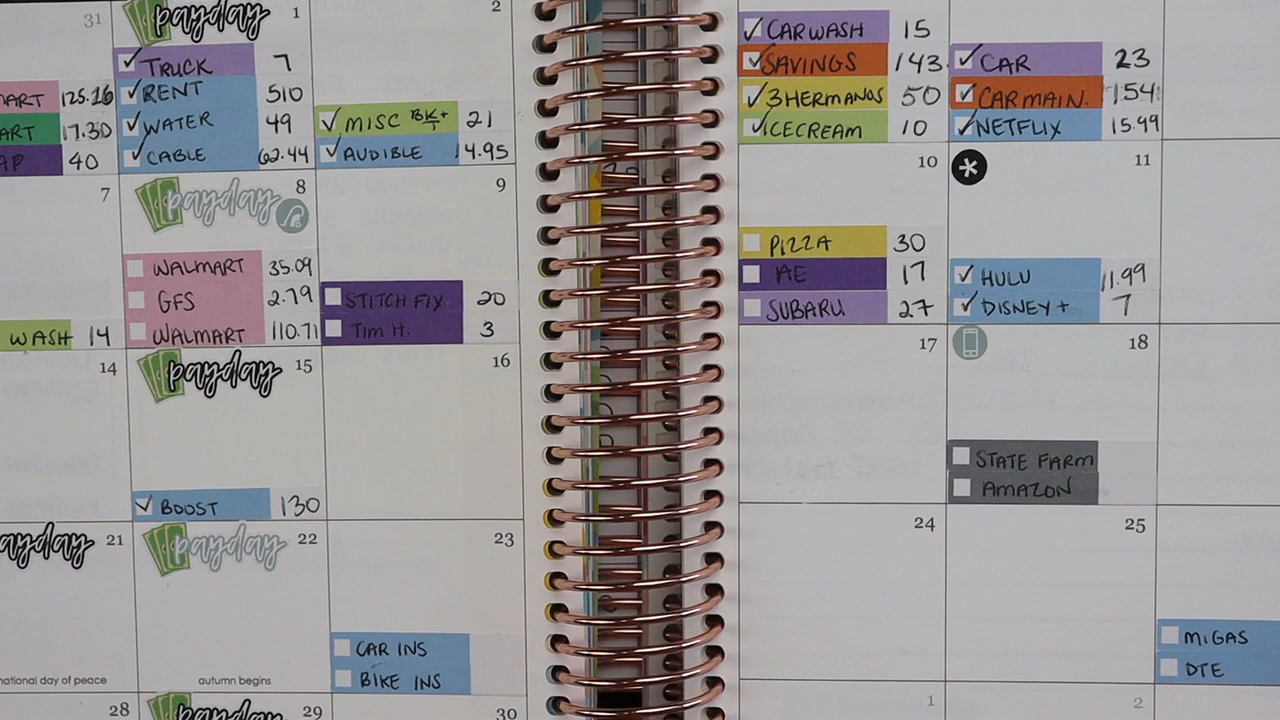 31
payday 1
2
TRUCK 7
RENT 510
WATER 49
CABLE 62.44
ART 125.16
ART 17.30
AP 40
MISC BK+T 21
AUDIBLE 14.95
CARWASH 15
SAVINGS 143.
3HERMANOS 50
ICECREAM 10
CAR 23
CAR MAIN. 154
NETFLIX 15.99
7
payday 8
9
10
* 11
WALMART 35.09
GFS 2.79
WALMART 110.71
WASH 14
STITCH FIX 20
TIM H. 3
PIZZA 30
AE 17
SUBARU 27
HULU 11.99
DISNEY+ 7
14
payday 15
16
17
18
BOOST 130
STATE FARM
AMAZON
ayday 21
payday 22
23
24
25
CAR INS
BIKE INS
MIGAS
DTE
national day of peace
autumn begins
28
payday 29
30
1
2